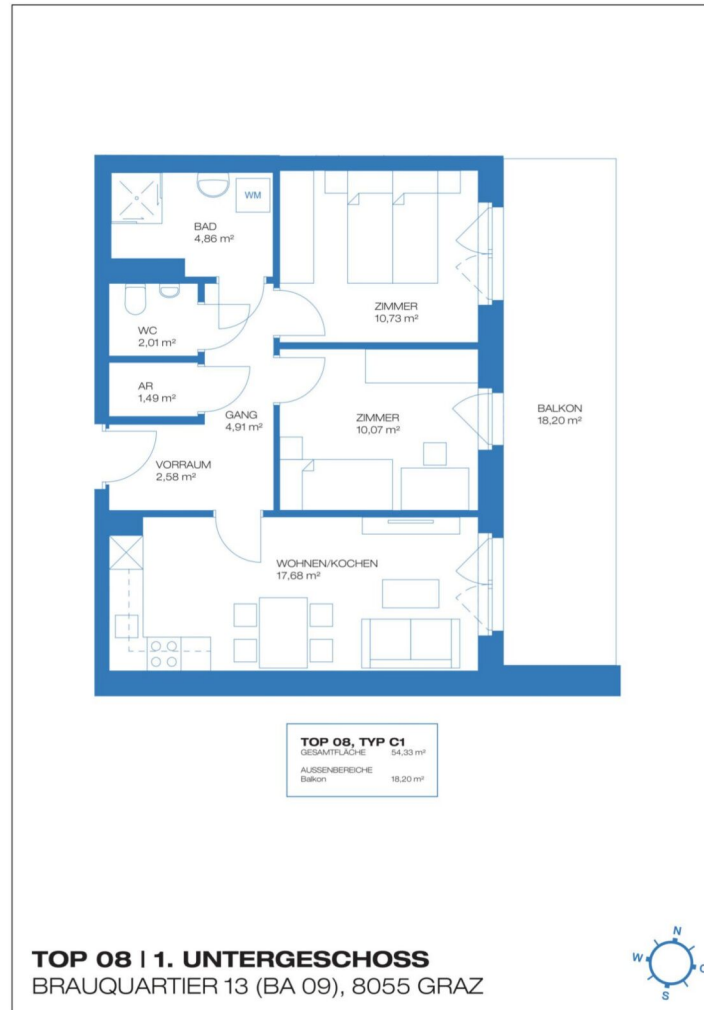 WM
BAD
4,86 m²
ZIMMER
10,73 m²
WC
2,01 m²
AR
1,49 m²
GANG
4,91 m²
ZIMMER
10,07 m²
BALKON
18,20 m²
VORRAUM
2,58 m²
WOHNEN/KOCHEN
17,68 m²
TOP 08, TYP C1
GESAMTFLÄCHE 54,33 m²
AUSSENBEREICHE
Balkon 18,20 m²
TOP 08 | 1. UNTERGESCHOSS
BRAUQUARTIER 13 (BA 09), 8055 GRAZ
N
W
O
S